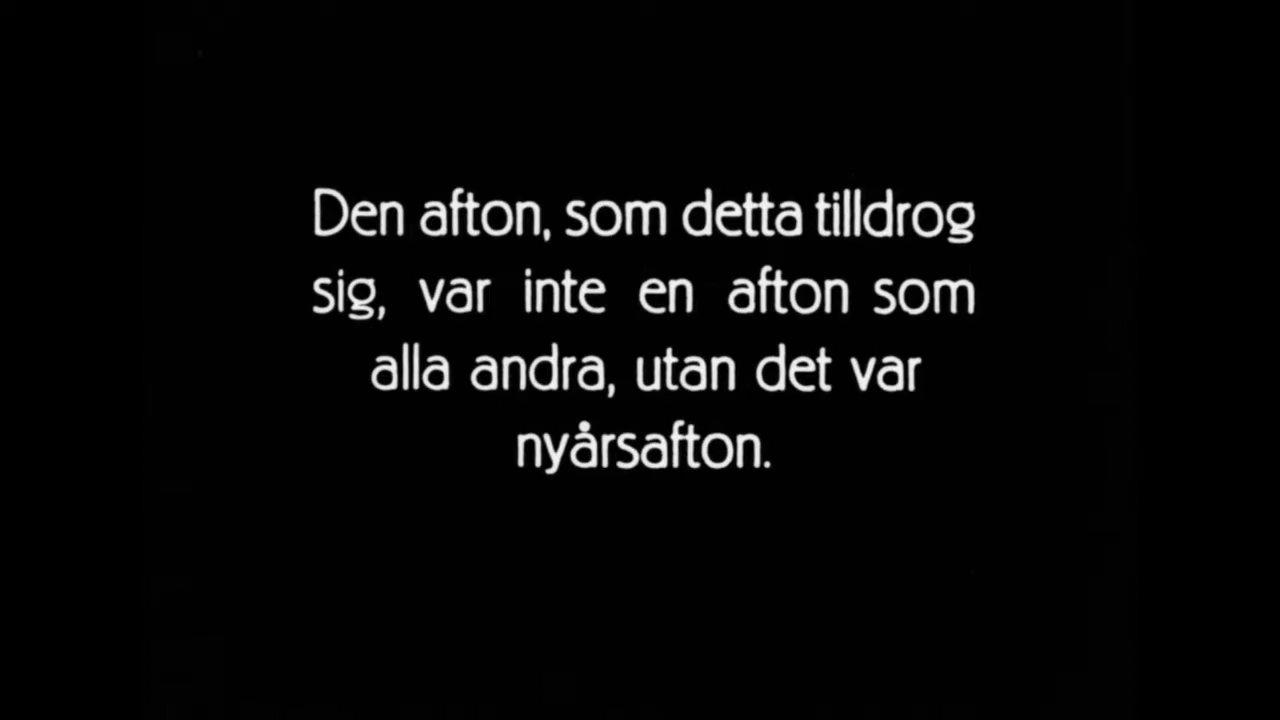 Den afton, som detta tilldrog
sig, var inte en afton som
alla andra, utan det var
nyårsafton.